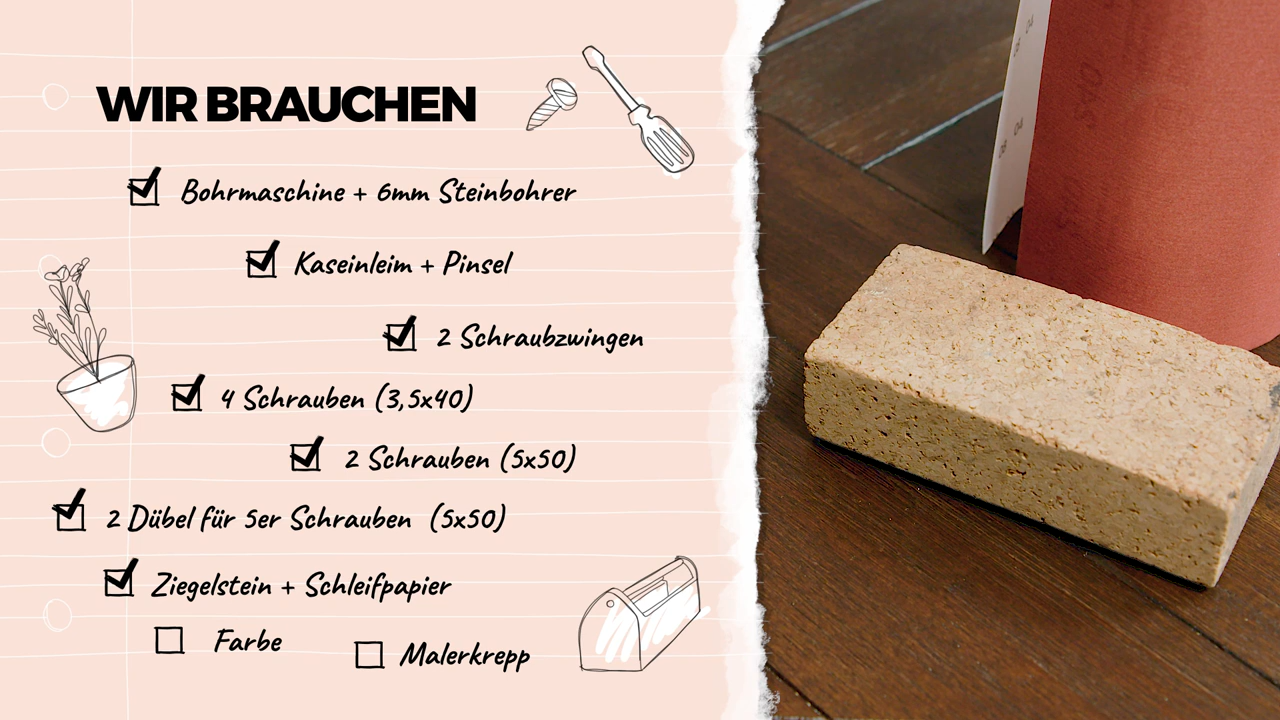 WIR BRAUCHEN
Bohrmaschine + 6mm Steinbohrer
Kaseinleim + Pinsel
2 Schraubzwingen
4 Schrauben (3,5x40)
2 Schrauben (5x50)
2 Dübel für 5er Schrauben (5x50)
Ziegelstein + Schleifpapier
Farbe
Malerkrepp